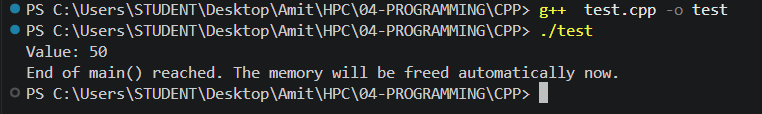 PS C:\Users\STUDENT\Desktop\Amit\HPC\04-PROGRAMMING\CPP> g++  test.cpp -o test
PS C:\Users\STUDENT\Desktop\Amit\HPC\04-PROGRAMMING\CPP> ./test
Value: 50
End of main() reached. The memory will be freed automatically now.
PS C:\Users\STUDENT\Desktop\Amit\HPC\04-PROGRAMMING\CPP>